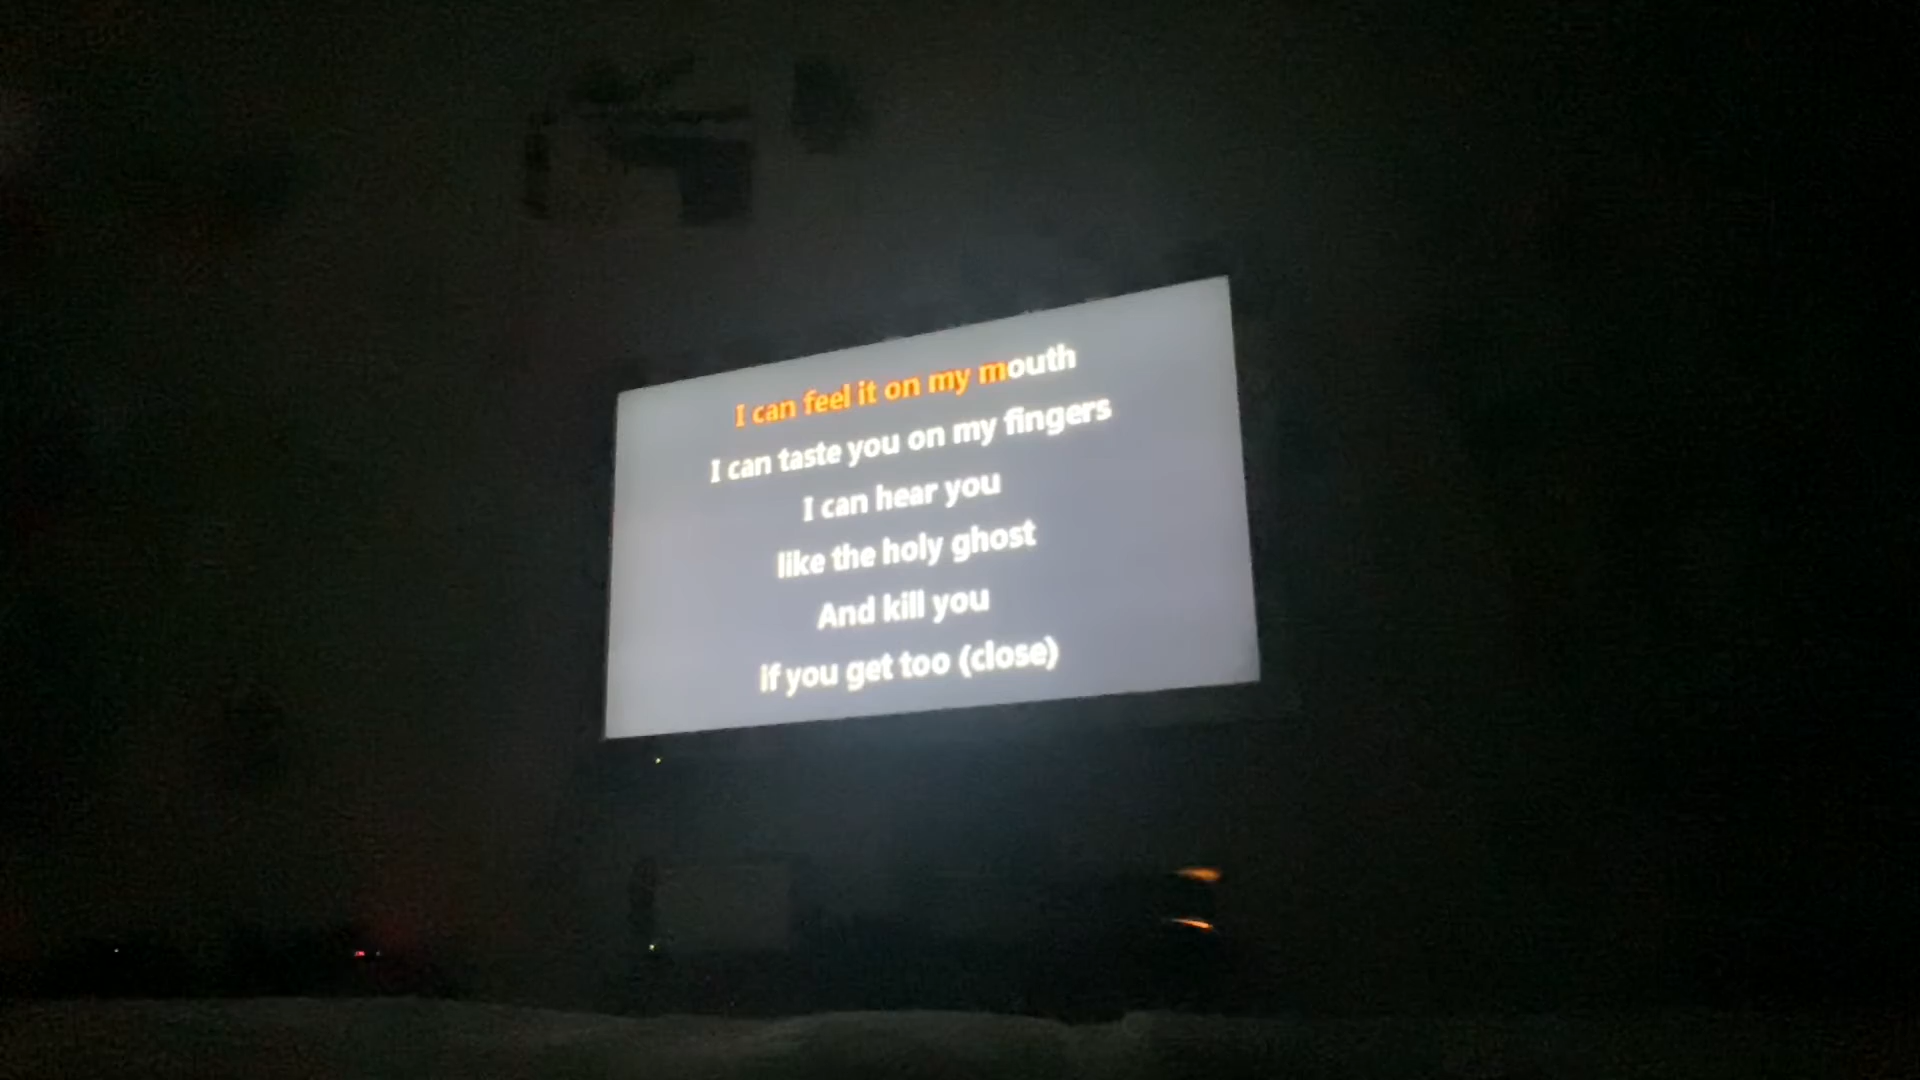 I can feel it on my mouth
I can taste you on my fingers
I can hear you
like the holy ghost
And kill you
if you get too (close)